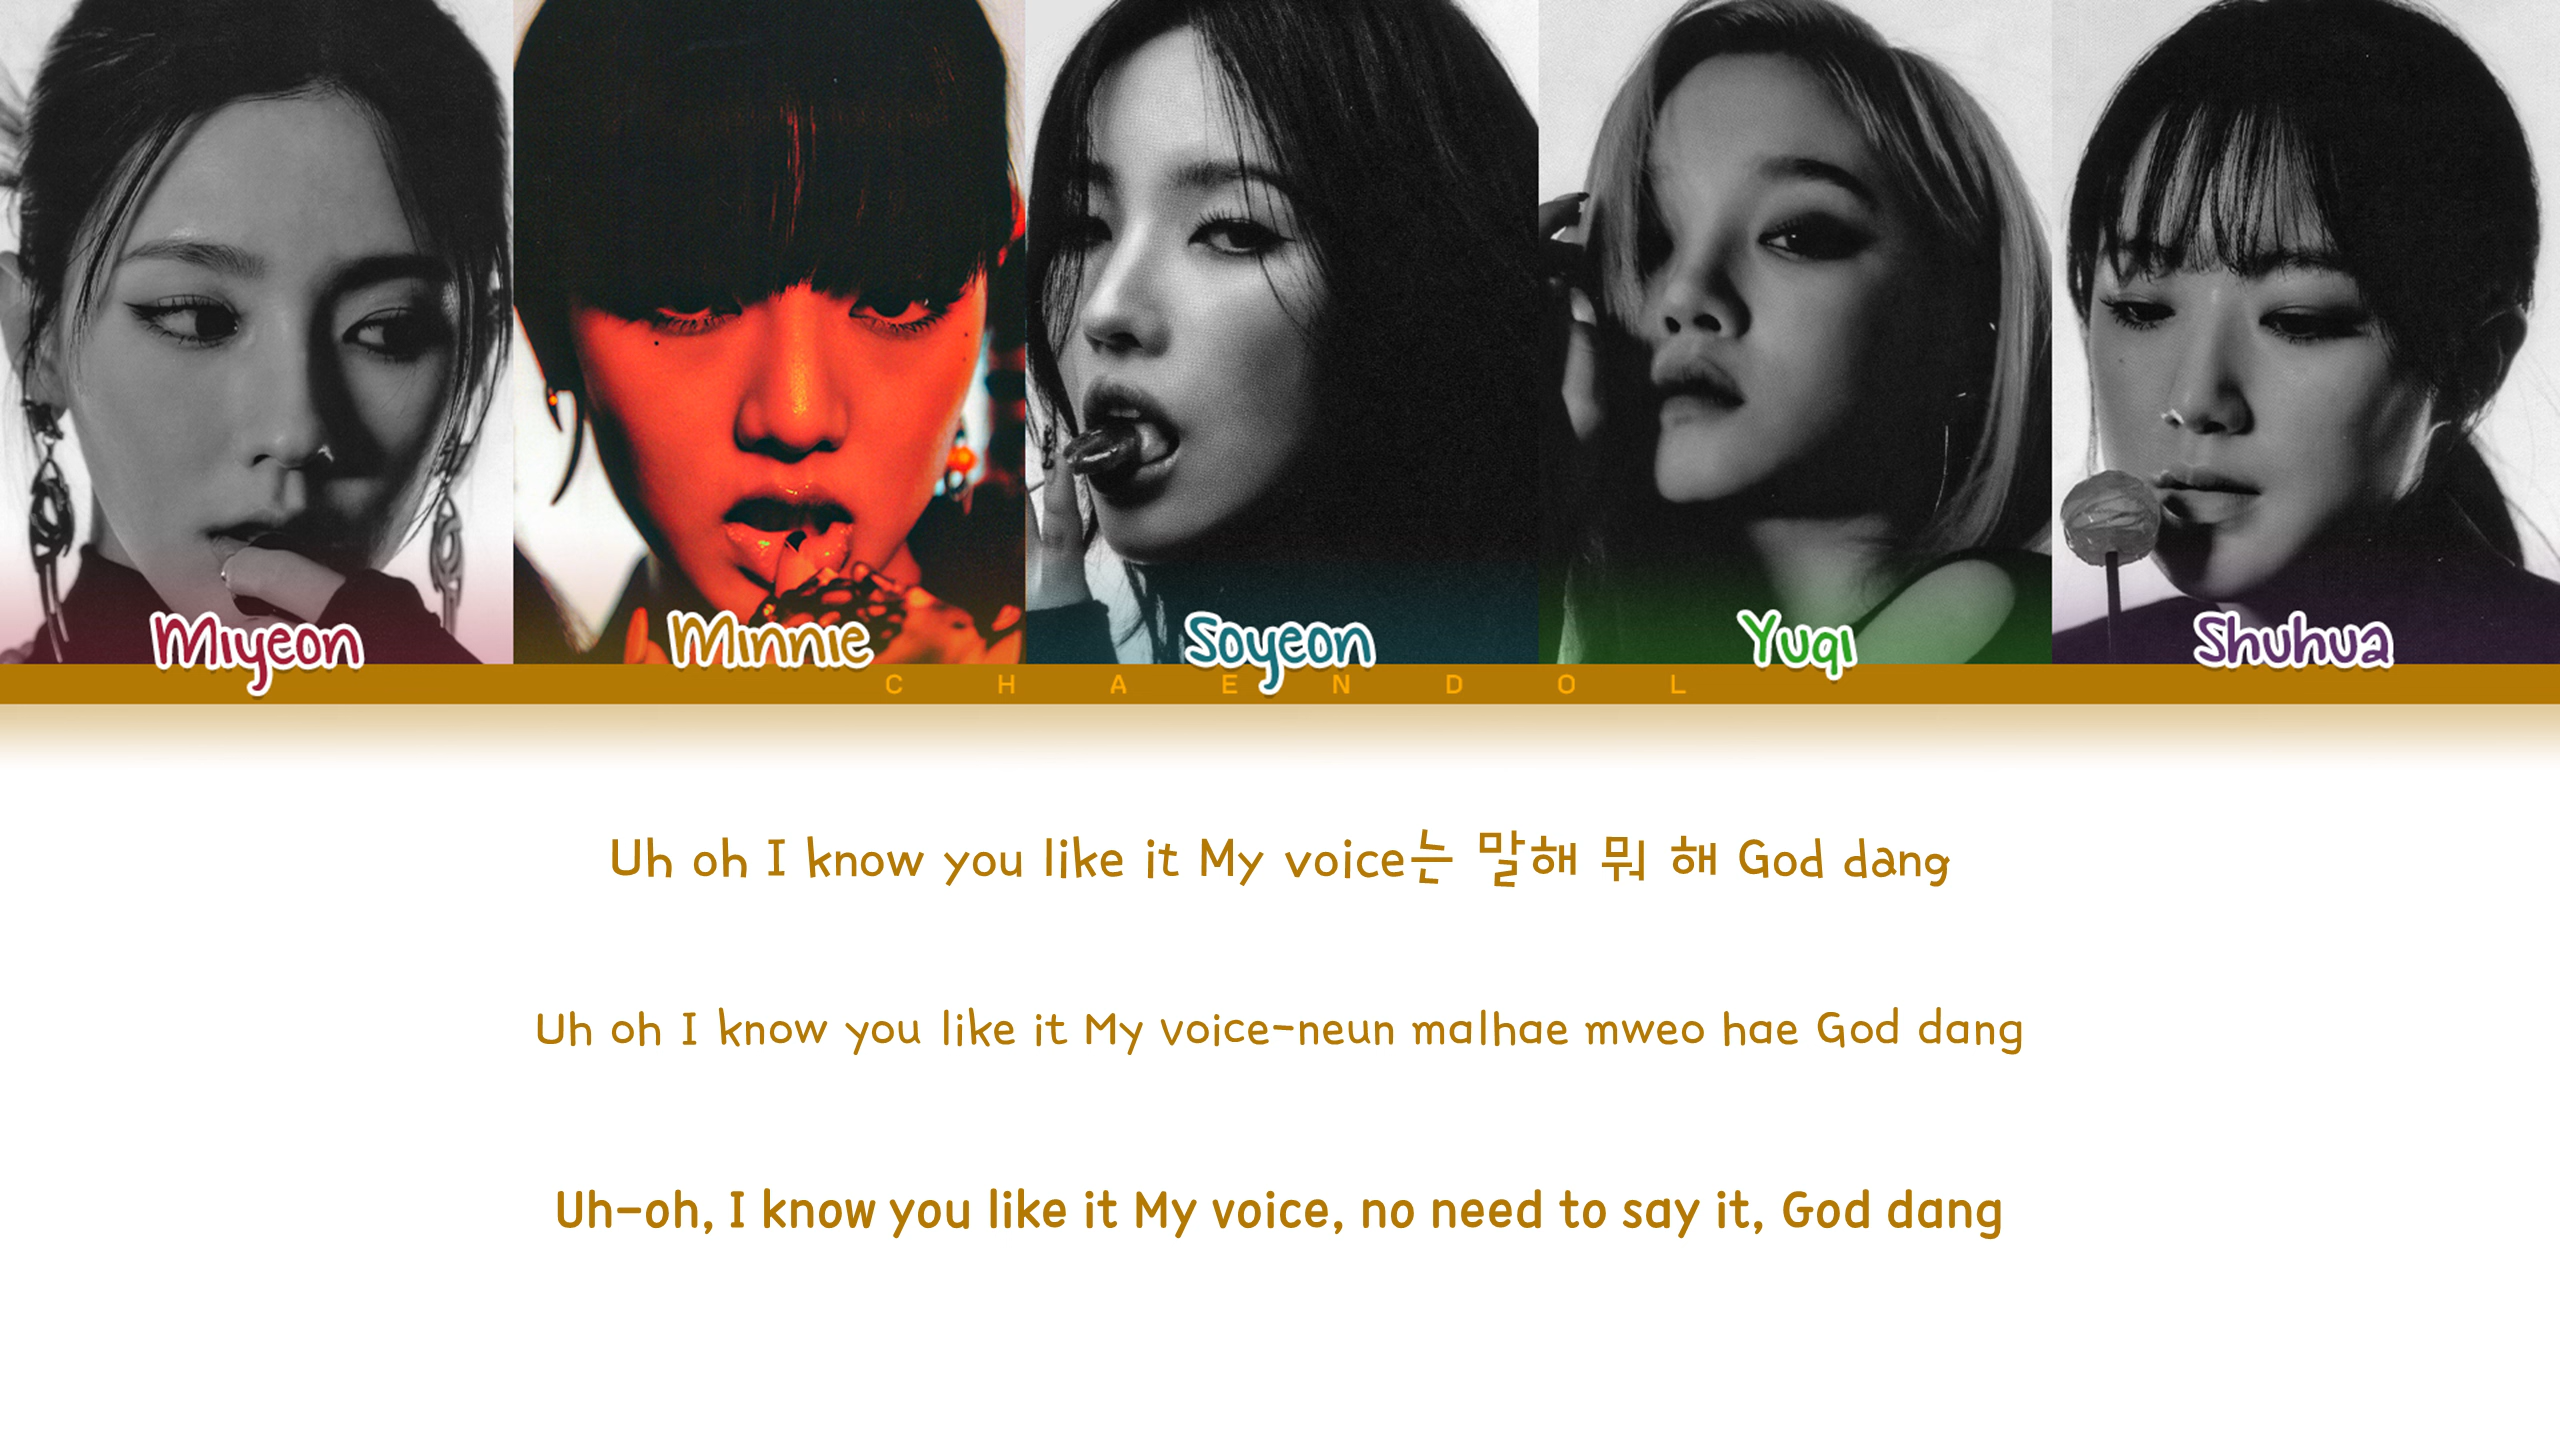 Miyeon
Minnie
Soyeon
Yuqi
Shuhua
CHAENDOL
Uh oh I know you like it My voice는 말해 뭐 해 God dang
Uh oh I know you like it My voice-neun malhae mweo hae God dang
Uh-oh, I know you like it My voice, no need to say it, God dang